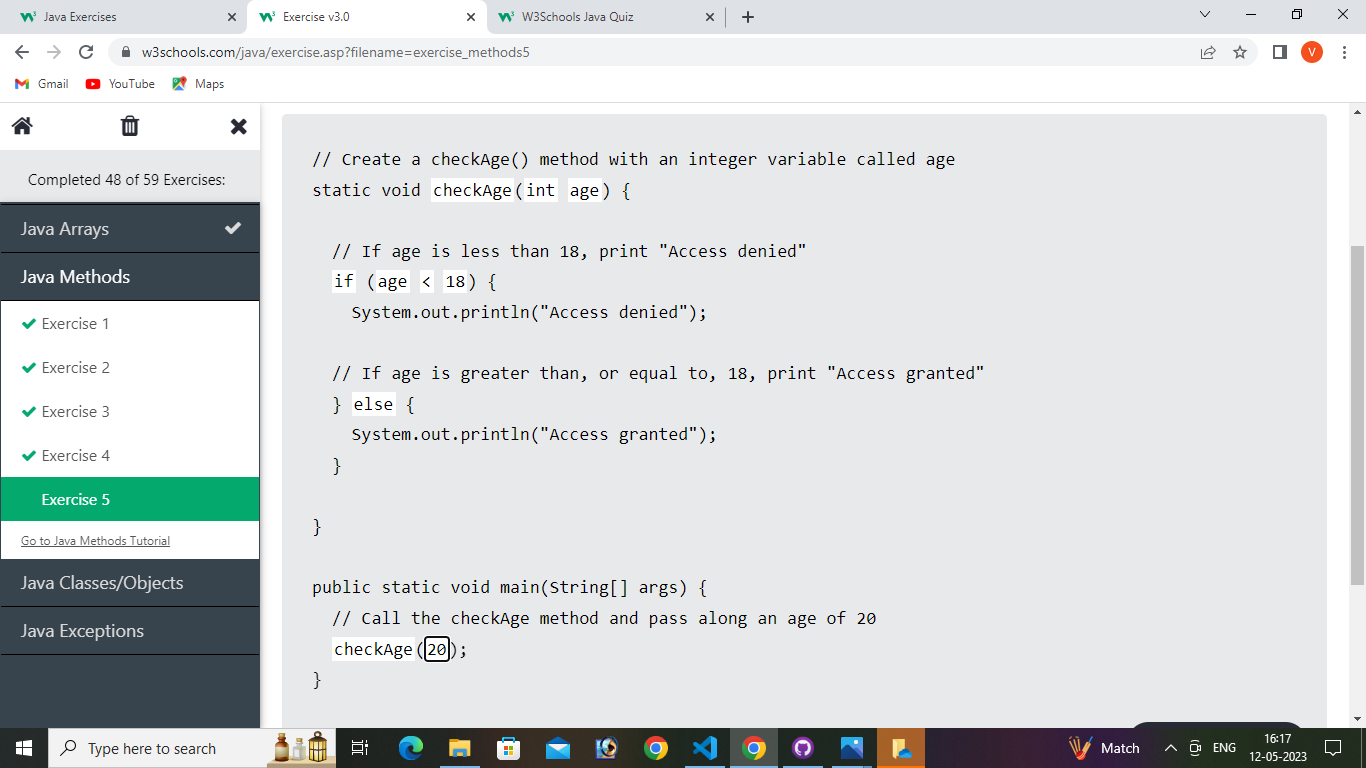 Java Exercises
Exercise v3.0
W3Schools Java Quiz
w3schools.com/java/exercise.asp?filename=exercise_methods5
V
Gmail
YouTube
Maps
Completed 48 of 59 Exercises:
Java Arrays
Java Methods
Exercise 1
Exercise 2
Exercise 3
Exercise 4
Exercise 5
Go to Java Methods Tutorial
Java Classes/Objects
Java Exceptions
// Create a checkAge() method with an integer variable called age
static void checkAge(int age) {
// If age is less than 18, print "Access denied"
if (age < 18) {
System.out.println("Access denied");
// If age is greater than, or equal to, 18, print "Access granted"
} else {
System.out.println("Access granted");
}
}
public static void main(String[] args) {
// Call the checkAge method and pass along an age of 20
checkAge(20);
}
Type here to search
Match
ENG
16:17
12-05-2023